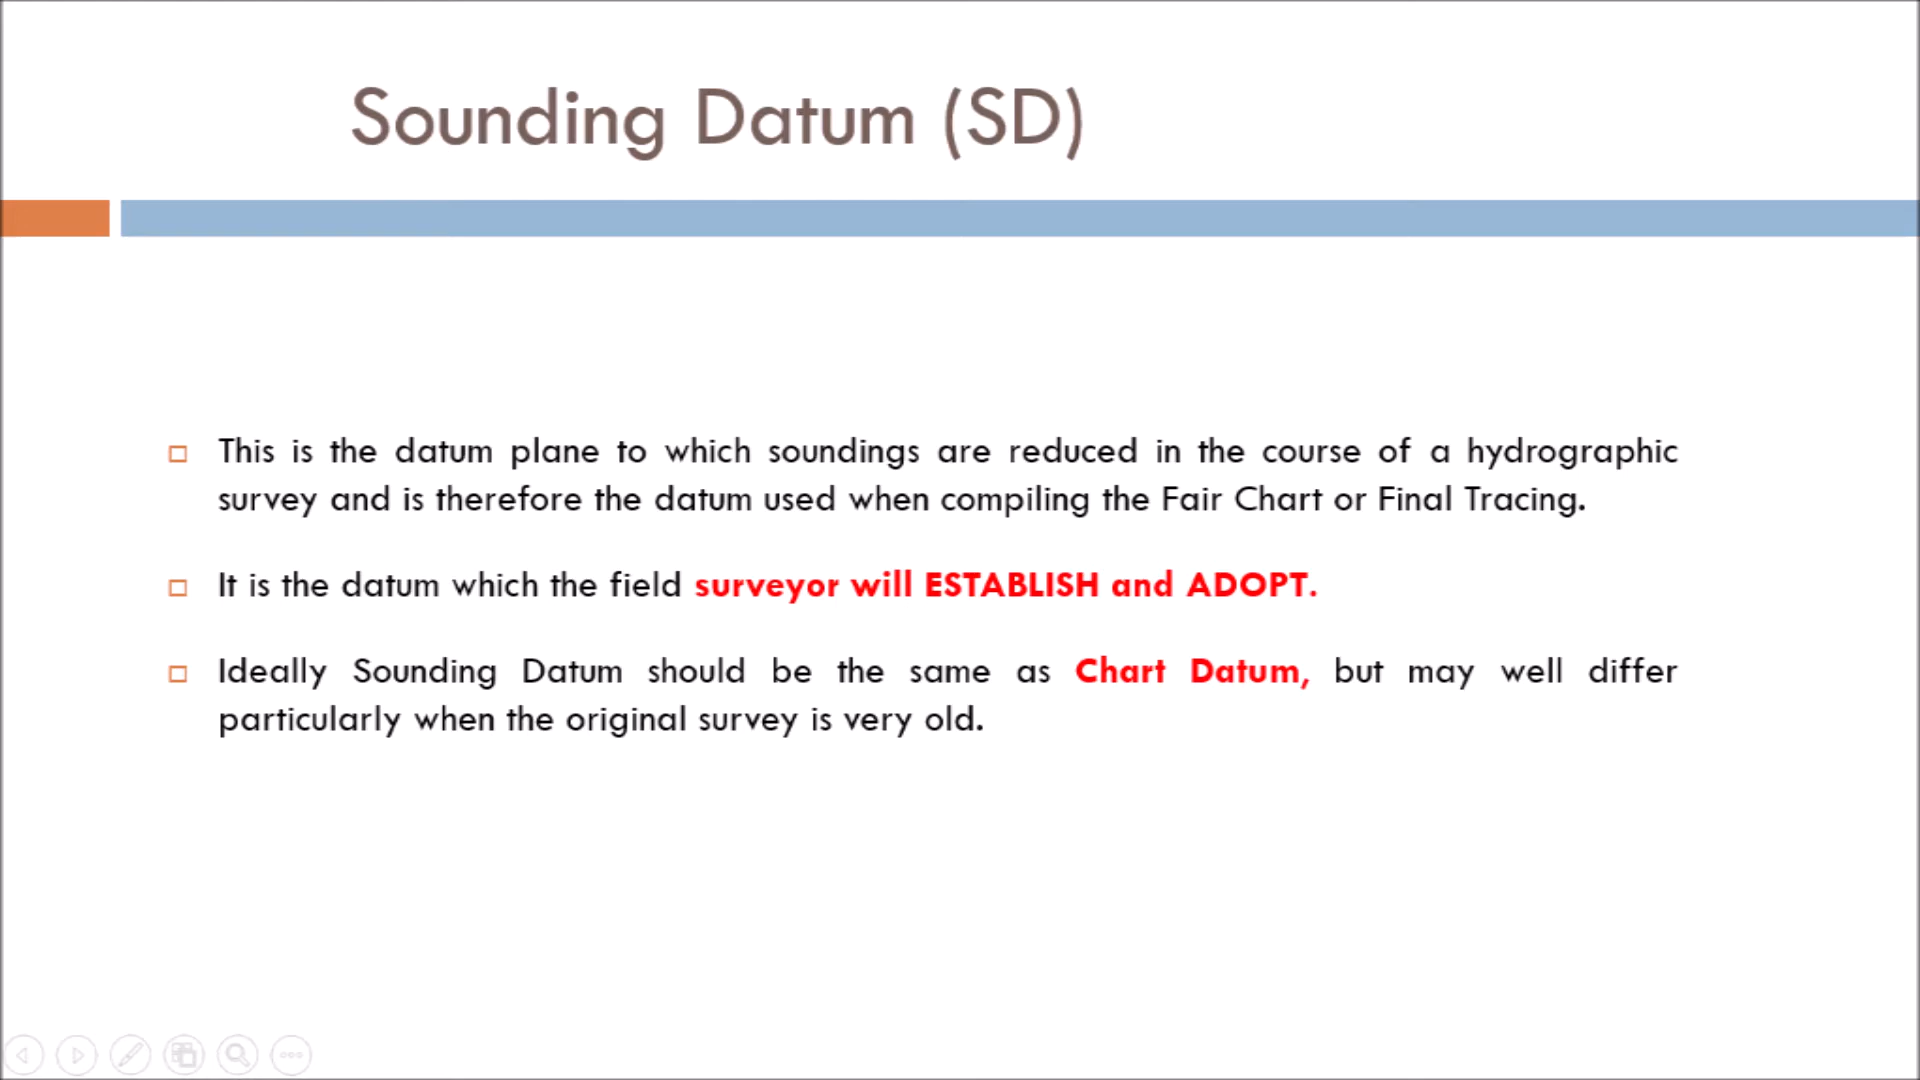 Sounding Datum (SD)
This is the datum plane to which soundings are reduced in the course of a hydrographic
survey and is therefore the datum used when compiling the Fair Chart or Final Tracing.
It is the datum which the field surveyor will ESTABLISH and ADOPT.
Ideally Sounding Datum should be the same as Chart Datum, but may well differ
particularly when the original survey is very old.